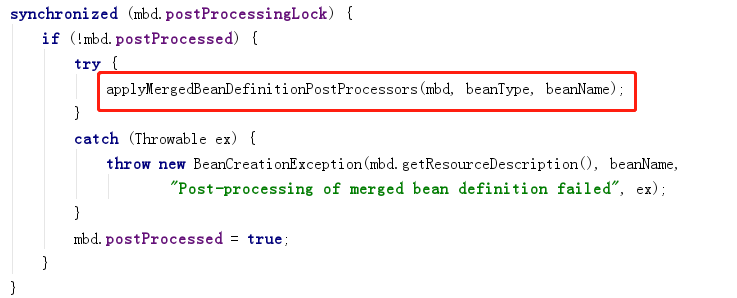 synchronized (mbd.postProcessingLock) {
    if (!mbd.postProcessed) {
        try {
            applyMergedBeanDefinitionPostProcessors(mbd, beanType, beanName);
        }
        catch (Throwable ex) {
            throw new BeanCreationException(mbd.getResourceDescription(), beanName,
                    "Post-processing of merged bean definition failed", ex);
        }
        mbd.postProcessed = true;
    }
}